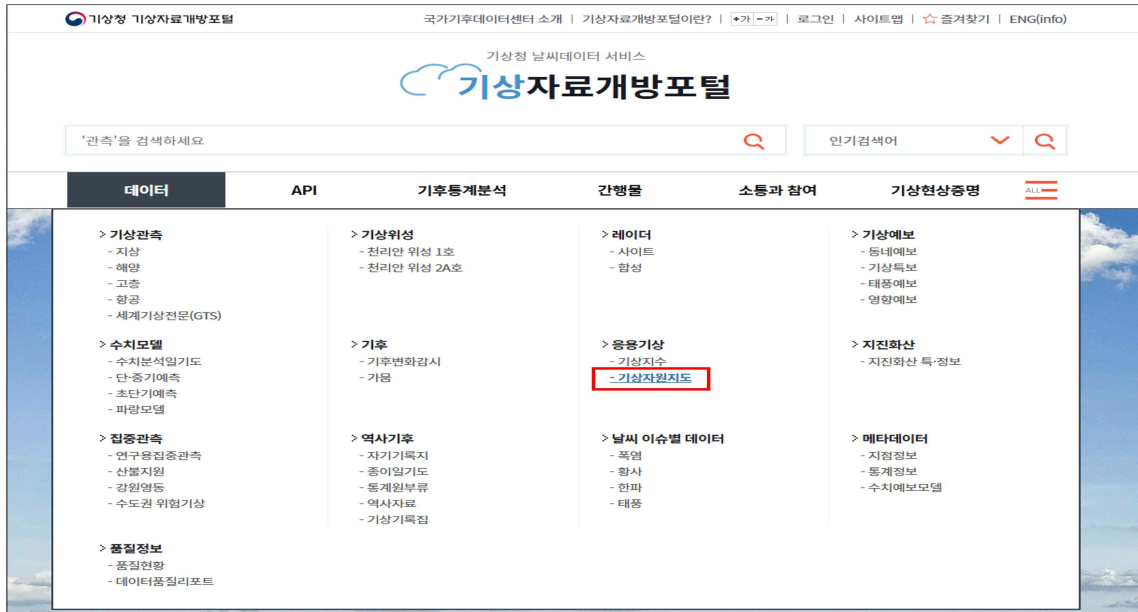 기상청 기상자료개방포털
국가기후데이터센터 소개 | 기상자료개방포털이란? | +가 -가 | 로그인 | 사이트맵 | ☆ 즐겨찾기 | ENG(info)
기상청 날씨데이터 서비스
기상자료개방포털
'관측'을 검색하세요
인기검색어
데이터 API 기후통계분석 간행물 소통과 참여 기상현상증명 ALL
> 기상관측
- 지상
- 해양
- 고층
- 항공
- 세계기상전문(GTS)
> 기상위성
- 천리안 위성 1호
- 천리안 위성 2A호
> 레이더
- 사이트
- 합성
> 기상예보
- 동네예보
- 기상특보
- 태풍예보
- 영향예보
> 수치모델
- 수치분석일기도
- 단·중기예측
- 초단기예측
- 파랑모델
> 기후
- 기후변화감시
- 가뭄
> 응용기상
- 기상지수
- 기상자원지도
> 지진화산
- 지진화산 특·정보
> 집중관측
- 연구용집중관측
- 산불지원
- 강원영동
- 수도권 위험기상
> 역사기후
- 자기기록지
- 종이일기도
- 통계원부류
- 역사자료
- 기상기록집
> 날씨 이슈별 데이터
- 폭염
- 황사
- 한파
- 태풍
> 메타데이터
- 지점정보
- 통계정보
- 수치예보모델
> 품질정보
- 품질현황
- 데이터품질리포트